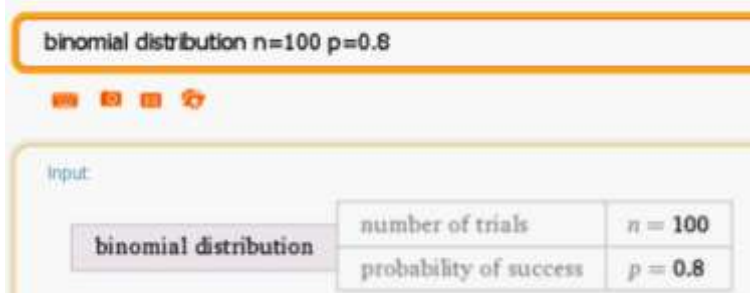 binomial distribution n=100 p=0.8
Input:
number of trials n = 100
binomial distribution
probability of success p = 0.8